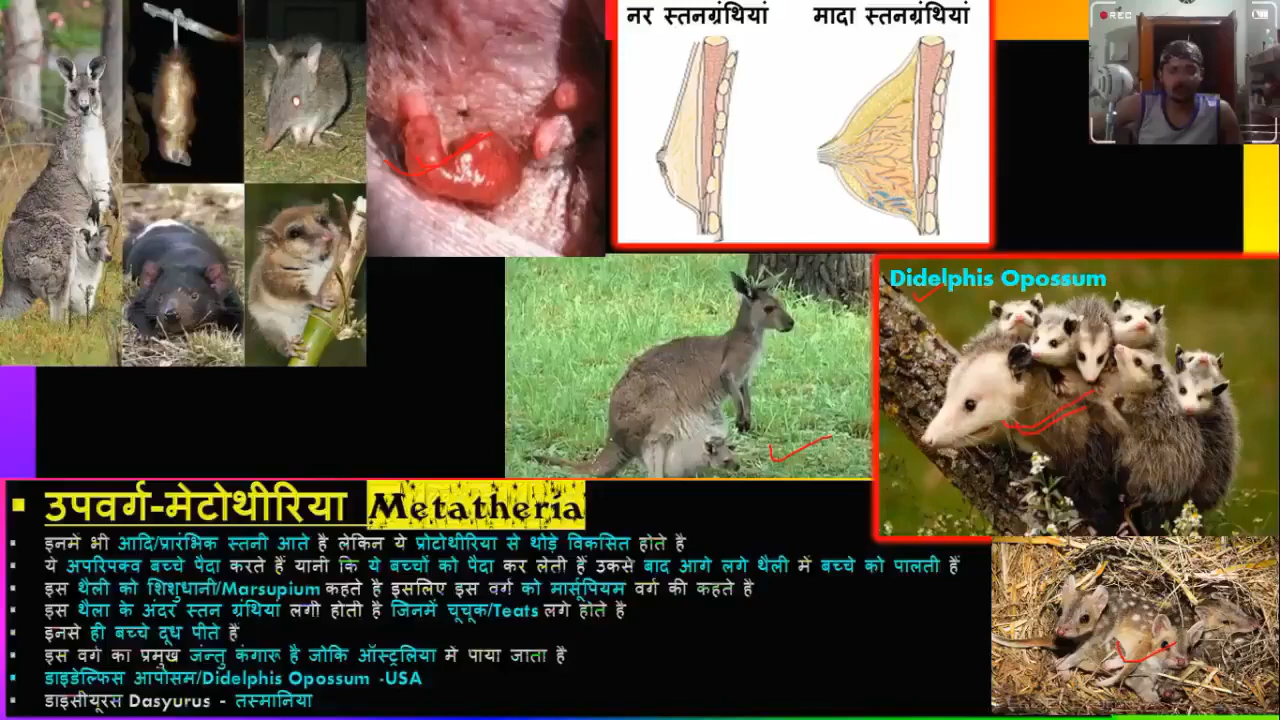 नर स्तनग्रंथियां
मादा स्तनग्रंथियां
REC
Didelphis Opossum
उपवर्ग-मेटोथीरिया Metatheria
इनमें भी आदि/प्रारंभिक स्तनी आते है लेकिन ये प्रोटोथीरिया से थोड़े विकसित होते है
ये अपरिपक्व बच्चे पैदा करते हैं यानी कि ये बच्चों को पैदा कर लेती हैं उकसे बाद आगे लगे थैली में बच्चे को पालती हैं
इस थैली को शिशुधानी/Marsupium कहते है इसलिए इस वर्ग को मार्सूपियम वर्ग की कहते है
इस थैला के अंदर स्तन ग्रंथियां लगी होती है जिनमें चूचूक/Teats लगे होते है
इनसे ही बच्चे दूध पीते हैं
इस वर्ग का प्रमुख जंन्तु कंगारू है जोकि ऑस्ट्रलिया में पाया जाता है
डाइडेल्फिस आपोसम/Didelphis Opossum -USA
डाइसीयूरस Dasyurus - तस्मानिया